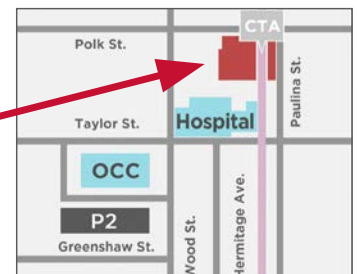 CTA
Polk St.
Paulina St.
Taylor St.
Hospital
OCC
P2
Greenshaw St.
Wood St.
Hermitage Ave.